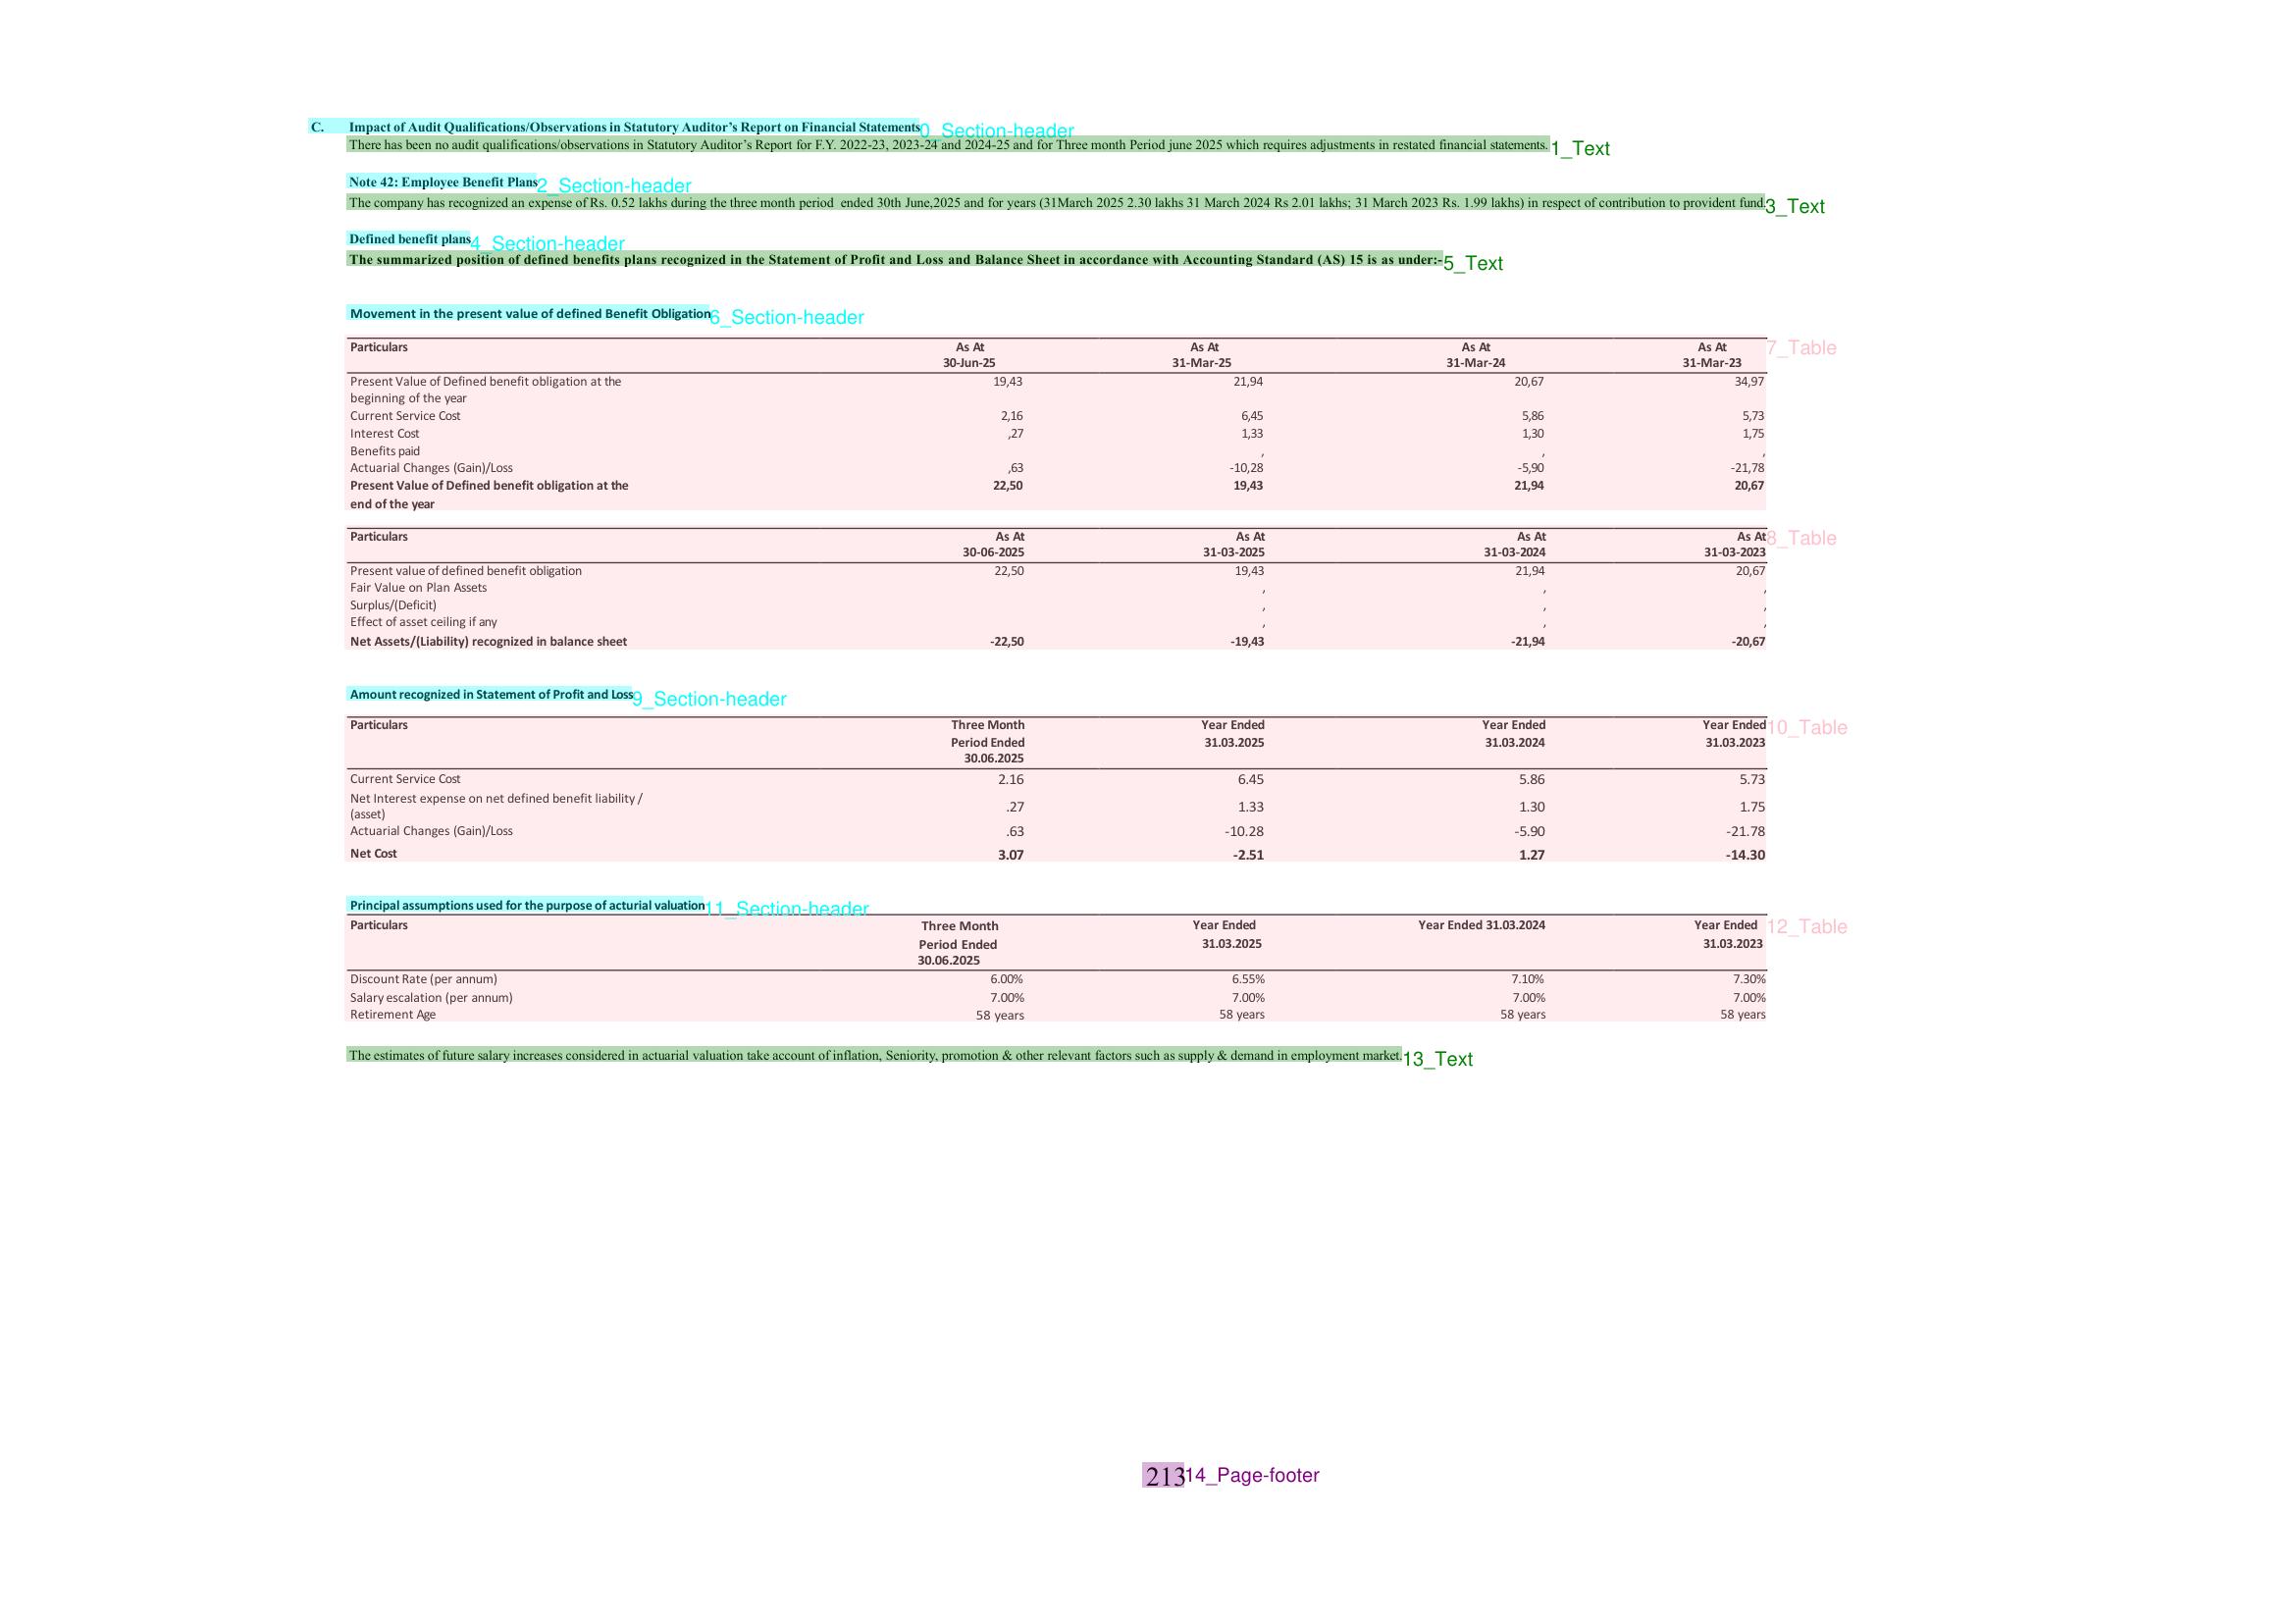 C. Impact of Audit Qualifications/Observations in Statutory Auditor’s Report on Financial Statements 0_Section-header
There has been no audit qualifications/observations in Statutory Auditor’s Report for F.Y. 2022-23, 2023-24 and 2024-25 and for Three month Period june 2025 which requires adjustments in restated financial statements. 1_Text
Note 42: Employee Benefit Plans 2_Section-header
The company has recognized an expense of Rs. 0.52 lakhs during the three month period ended 30th June,2025 and for years (31March 2025 2.30 lakhs 31 March 2024 Rs 2.01 lakhs; 31 March 2023 Rs. 1.99 lakhs) in respect of contribution to provident fund. 3_Text
Defined benefit plans 4_Section-header
The summarized position of defined benefits plans recognized in the Statement of Profit and Loss and Balance Sheet in accordance with Accounting Standard (AS) 15 is as under:- 5_Text
Movement in the present value of defined Benefit Obligation 6_Section-header
Particulars As At As At As At As At 7_Table
30-Jun-25 31-Mar-25 31-Mar-24 31-Mar-23
Present Value of Defined benefit obligation at the 19,43 21,94 20,67 34,97
beginning of the year
Current Service Cost 2,16 6,45 5,86 5,73
Interest Cost ,27 1,33 1,30 1,75
Benefits paid , , ,
Actuarial Changes (Gain)/Loss ,63 -10,28 -5,90 -21,78
Present Value of Defined benefit obligation at the 22,50 19,43 21,94 20,67
end of the year
Particulars As At As At As At As At 8_Table
30-06-2025 31-03-2025 31-03-2024 31-03-2023
Present value of defined benefit obligation 22,50 19,43 21,94 20,67
Fair Value on Plan Assets , , ,
Surplus/(Deficit) , , ,
Effect of asset ceiling if any , , ,
Net Assets/(Liability) recognized in balance sheet -22,50 -19,43 -21,94 -20,67
Amount recognized in Statement of Profit and Loss 9_Section-header
Particulars Three Month Year Ended Year Ended Year Ended 10_Table
Period Ended 31.03.2025 31.03.2024 31.03.2023
30.06.2025
Current Service Cost 2.16 6.45 5.86 5.73
Net Interest expense on net defined benefit liability /
(asset) .27 1.33 1.30 1.75
Actuarial Changes (Gain)/Loss .63 -10.28 -5.90 -21.78
Net Cost 3.07 -2.51 1.27 -14.30
Principal assumptions used for the purpose of acturial valuation 11_Section-header
Particulars Three Month Year Ended Year Ended 31.03.2024 Year Ended 12_Table
Period Ended 31.03.2025 31.03.2023
30.06.2025
Discount Rate (per annum) 6.00% 6.55% 7.10% 7.30%
Salary escalation (per annum) 7.00% 7.00% 7.00% 7.00%
Retirement Age 58 years 58 years 58 years 58 years
The estimates of future salary increases considered in actuarial valuation take account of inflation, Seniority, promotion & other relevant factors such as supply & demand in employment market. 13_Text
213 14_Page-footer